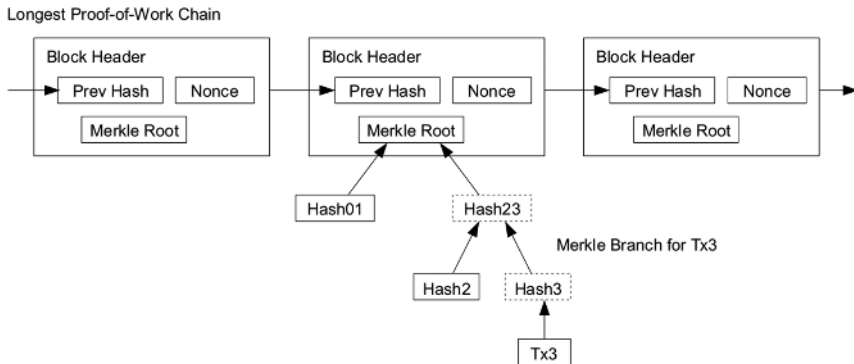 Longest Proof-of-Work Chain
Block Header
Block Header
Block Header
Prev Hash
Nonce
Prev Hash
Nonce
Prev Hash
Nonce
Merkle Root
Merkle Root
Merkle Root
Hash01
Hash23
Merkle Branch for Tx3
Hash2
Hash3
Tx3